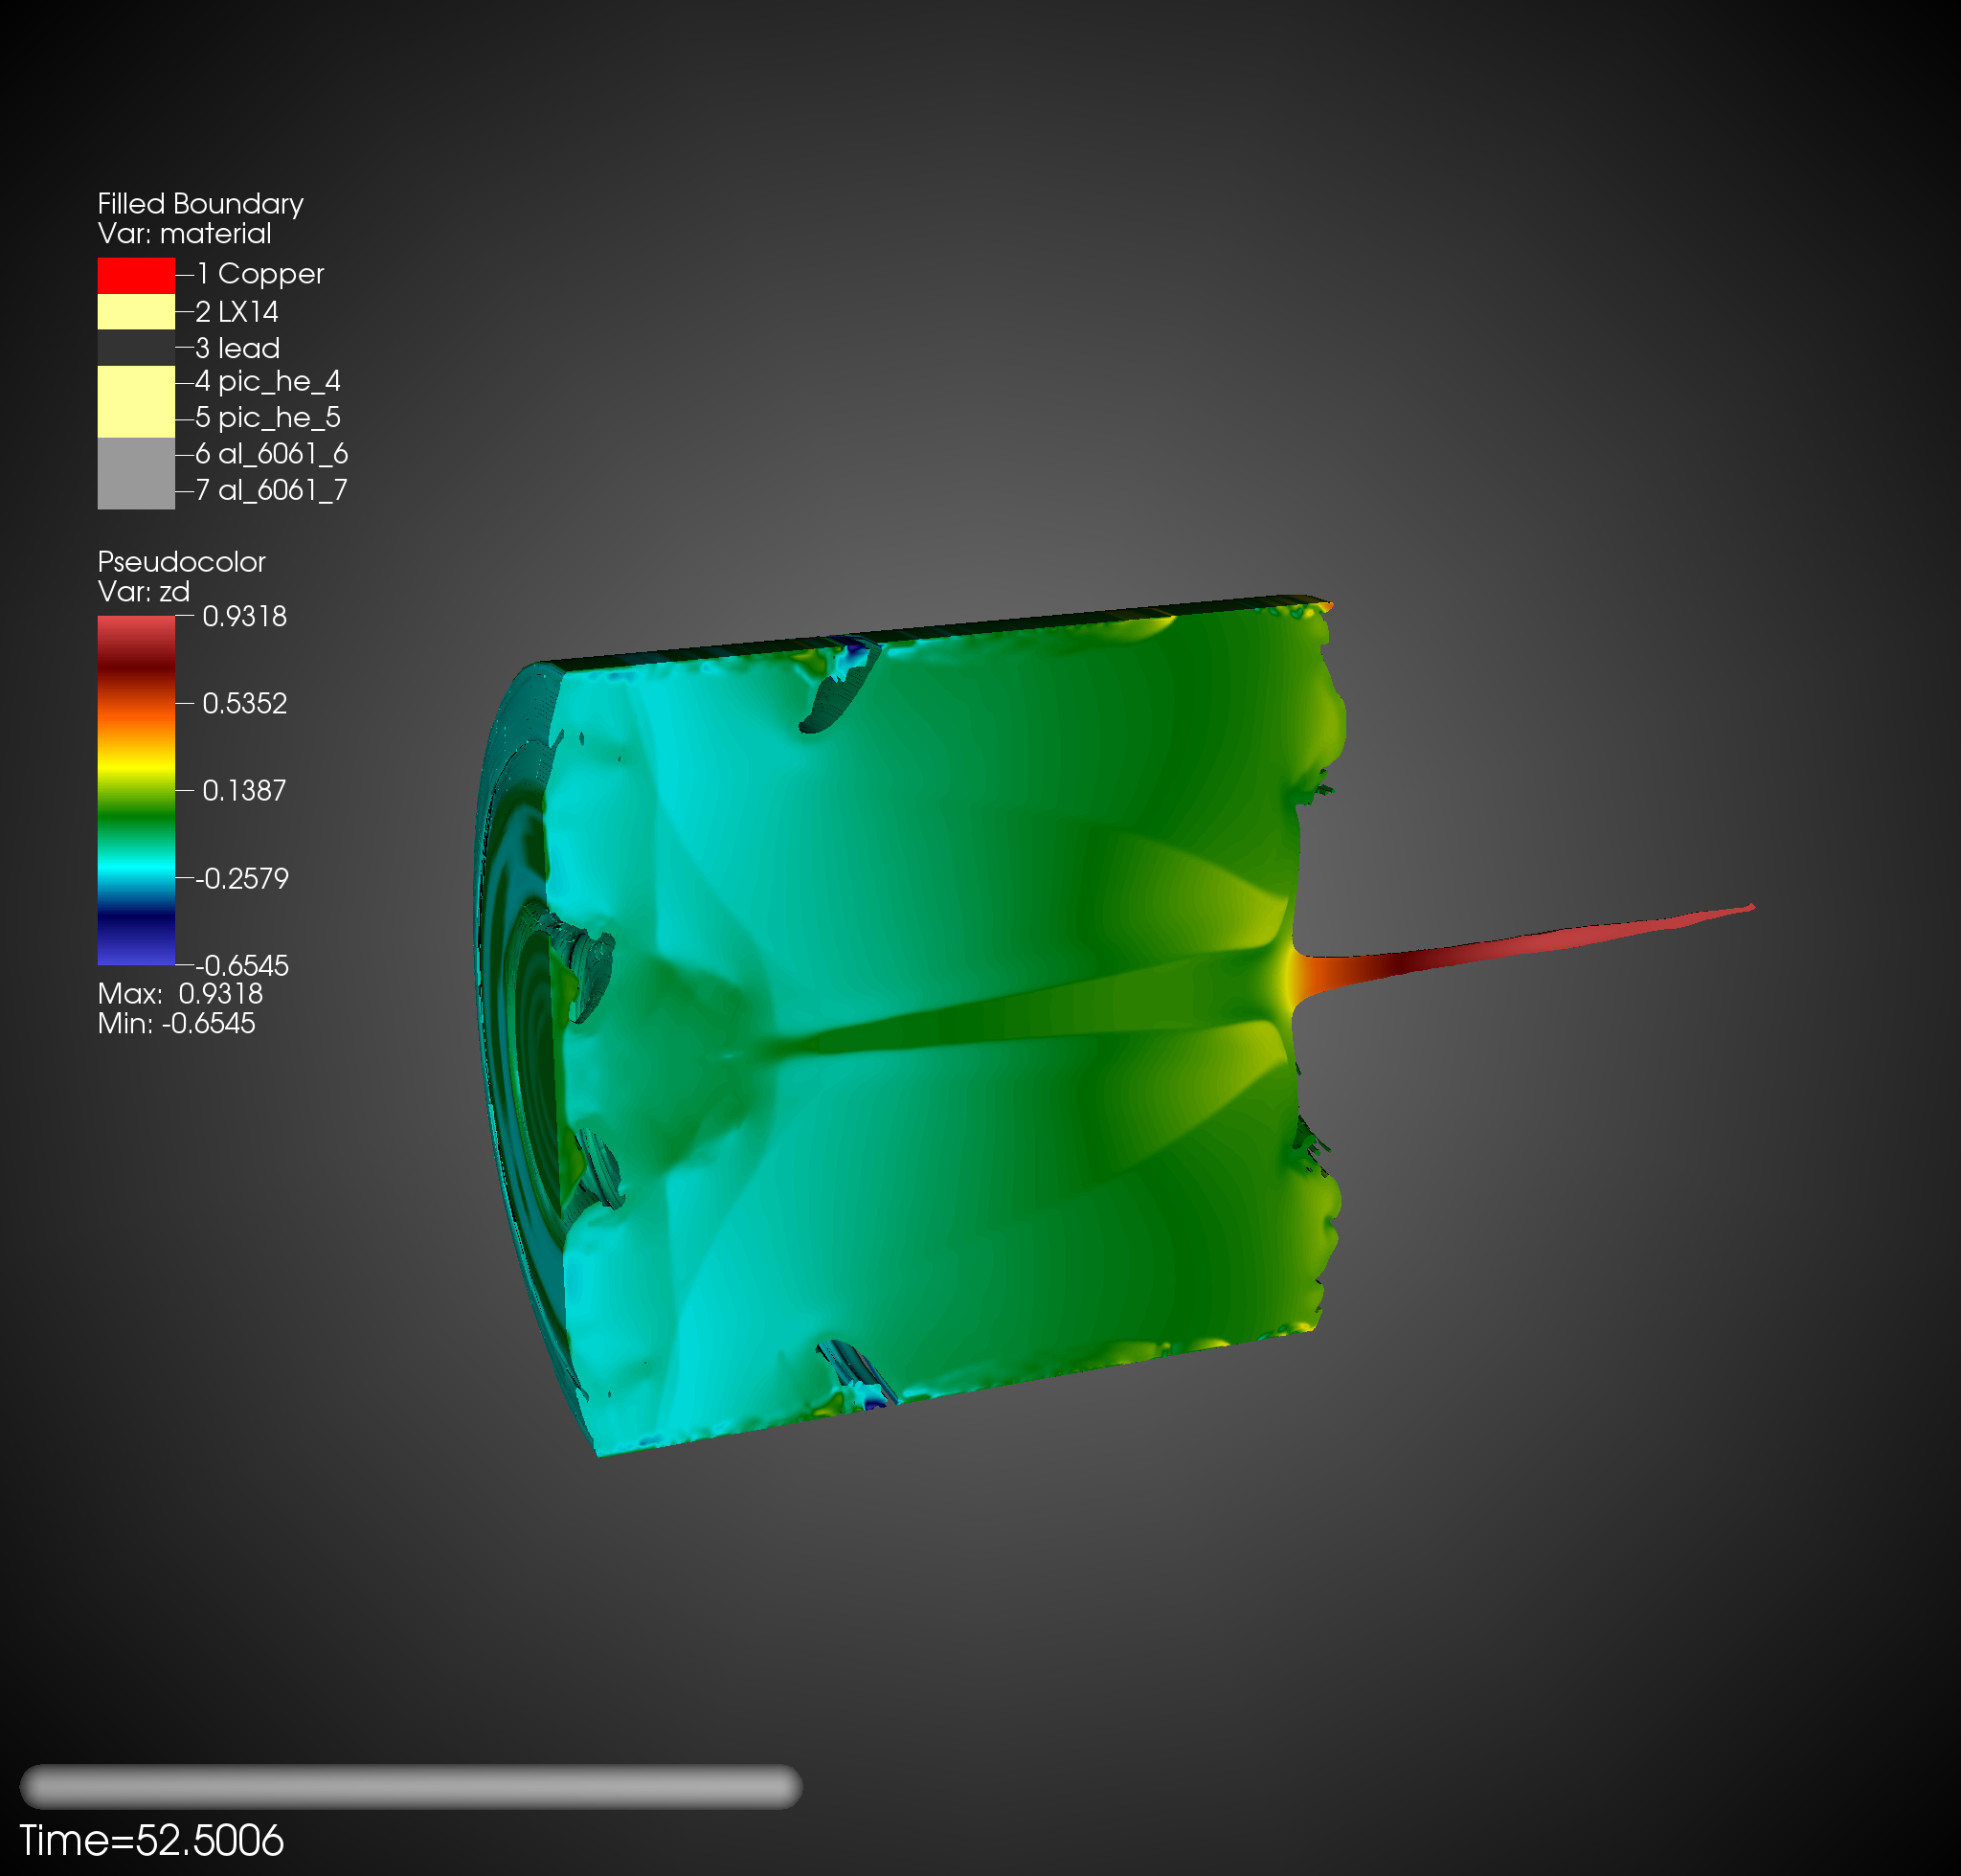 Filled Boundary
Var: material
1 Copper
2 LX14
3 lead
4 pic_he_4
5 pic_he_5
6 al_6061_6
7 al_6061_7
Pseudocolor
Var: zd
0.9318
0.5352
0.1387
-0.2579
-0.6545
Max: 0.9318
Min: -0.6545
Time=52.5006